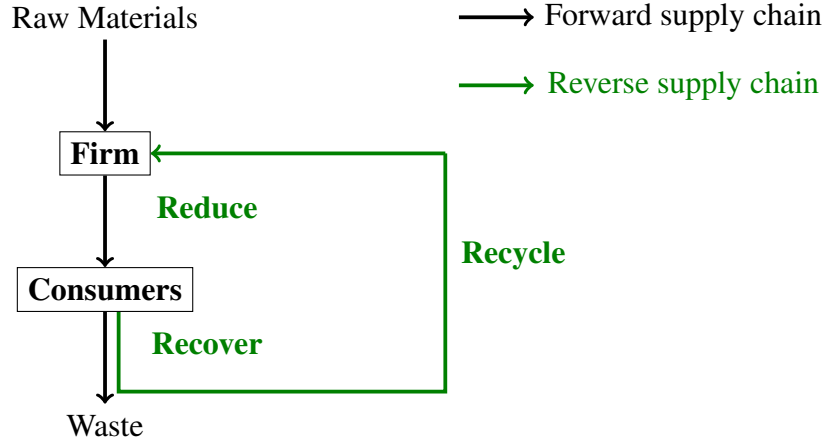 Raw Materials
Forward supply chain
Reverse supply chain
Firm
Reduce
Recycle
Consumers
Recover
Waste